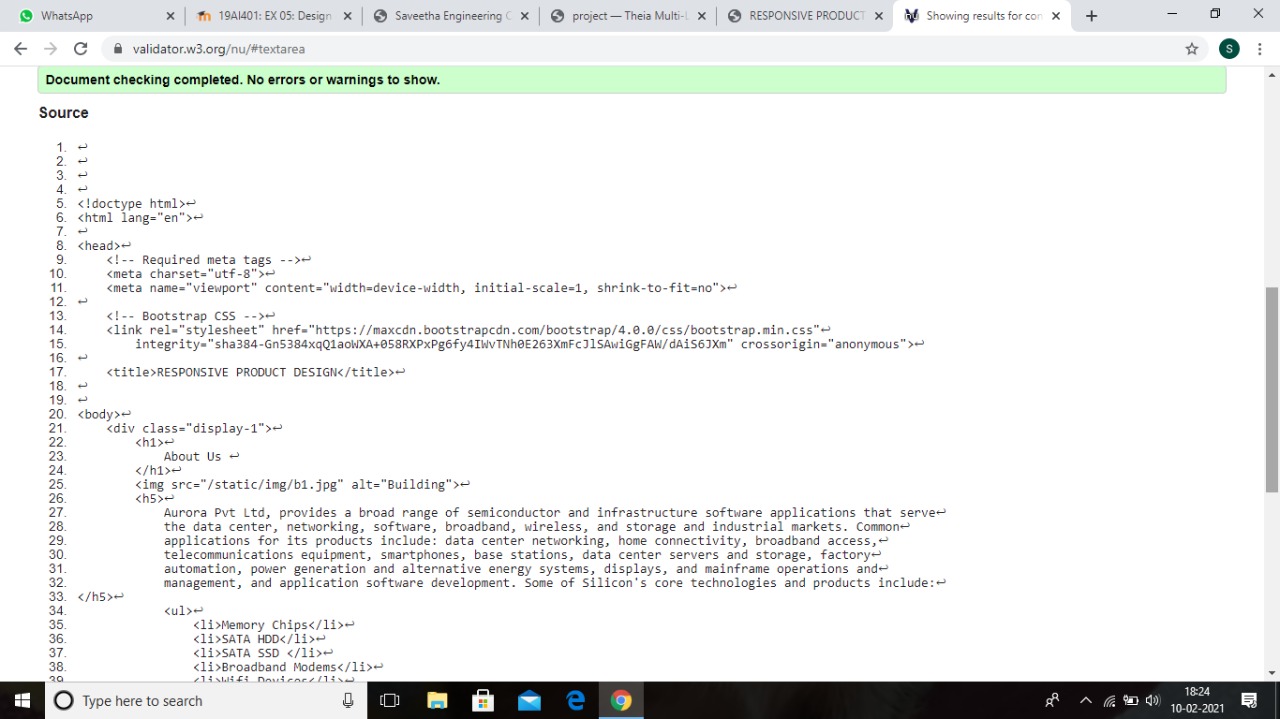 WhatsApp
19AI401: EX 05: Design
Saveetha Engineering C
project — Theia Multi-L
RESPONSIVE PRODUCT
Showing results for con
validator.w3.org/nu/#textarea
S
Document checking completed. No errors or warnings to show.
Source
1. ↩
2. ↩
3. ↩
4. ↩
5. <!doctype html>↩
6. <html lang="en">↩
7. ↩
8. <head>↩
9. <!-- Required meta tags -->↩
10. <meta charset="utf-8">↩
11. <meta name="viewport" content="width=device-width, initial-scale=1, shrink-to-fit=no">↩
12. ↩
13. <!-- Bootstrap CSS -->↩
14. <link rel="stylesheet" href="https://maxcdn.bootstrapcdn.com/bootstrap/4.0.0/css/bootstrap.min.css"↩
15. integrity="sha384-Gn5384xqQ1aoWXA+058RXPxPg6fy4IWvTNh0E263XmFcJlSAwiGgFAW/dAiS6JXm" crossorigin="anonymous">↩
16. ↩
17. <title>RESPONSIVE PRODUCT DESIGN</title>↩
18. ↩
19. ↩
20. <body>↩
21. <div class="display-1">↩
22. <h1>↩
23. About Us ↩
24. </h1>↩
25. <img src="/static/img/b1.jpg" alt="Building">↩
26. <h5>↩
27. Aurora Pvt Ltd, provides a broad range of semiconductor and infrastructure software applications that serve↩
28. the data center, networking, software, broadband, wireless, and storage and industrial markets. Common↩
29. applications for its products include: data center networking, home connectivity, broadband access,↩
30. telecommunications equipment, smartphones, base stations, data center servers and storage, factory↩
31. automation, power generation and alternative energy systems, displays, and mainframe operations and↩
32. management, and application software development. Some of Silicon's core technologies and products include:↩
33. </h5>↩
34. <ul>↩
35. <li>Memory Chips</li>↩
36. <li>SATA HDD</li>↩
37. <li>SATA SSD </li>↩
38. <li>Broadband Modems</li>↩
39. <li>Wifi Devices</li>↩
Type here to search
18:24
10-02-2021